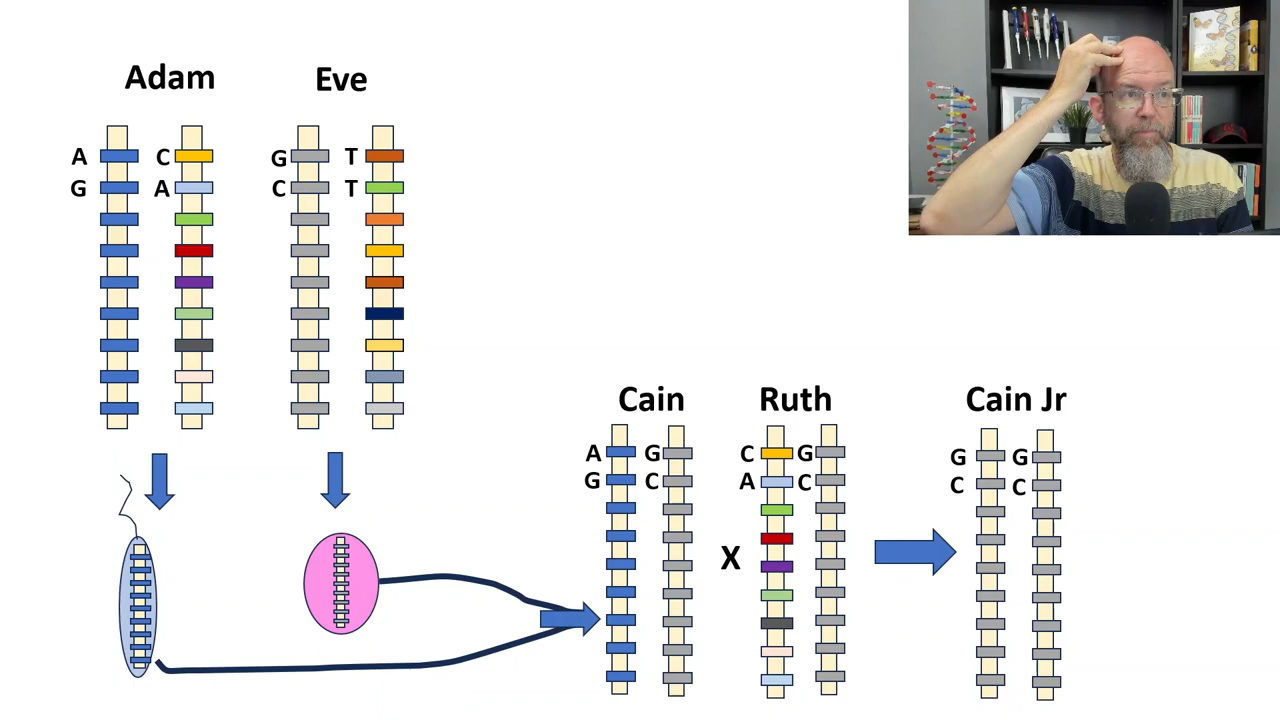 Adam Eve
A C G T
G A C T
Cain Ruth Cain Jr
A G C G G G
G C A C C C
X